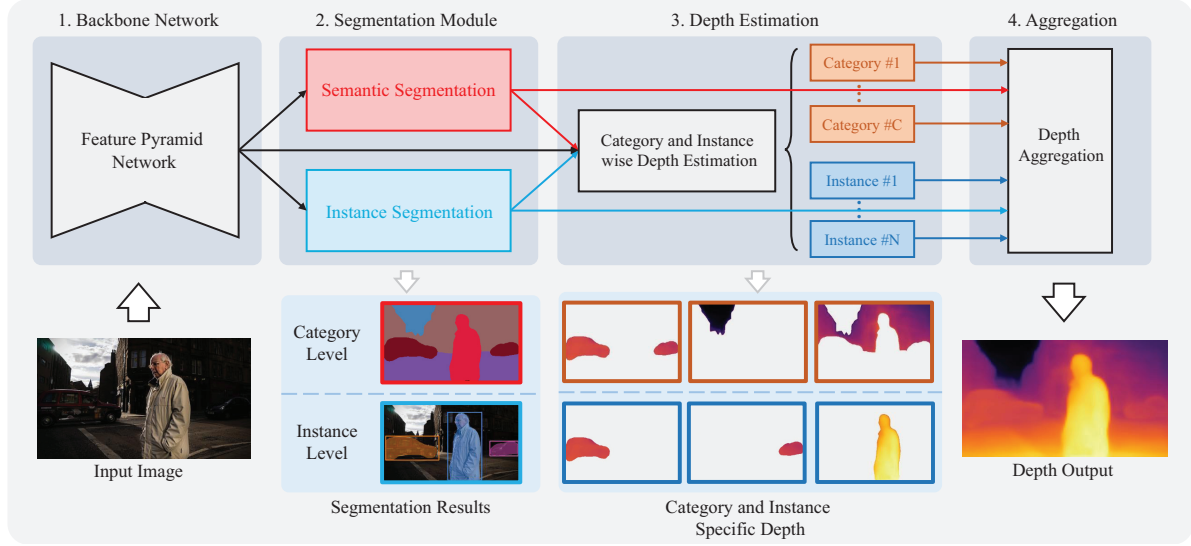 1. Backbone Network
2. Segmentation Module
3. Depth Estimation
4. Aggregation
Feature Pyramid
Network
Semantic Segmentation
Instance Segmentation
Category and Instance
wise Depth Estimation
Category #1
Category #C
Instance #1
Instance #N
Depth
Aggregation
Input Image
Category
Level
Instance
Level
Segmentation Results
Category and Instance
Specific Depth
Depth Output